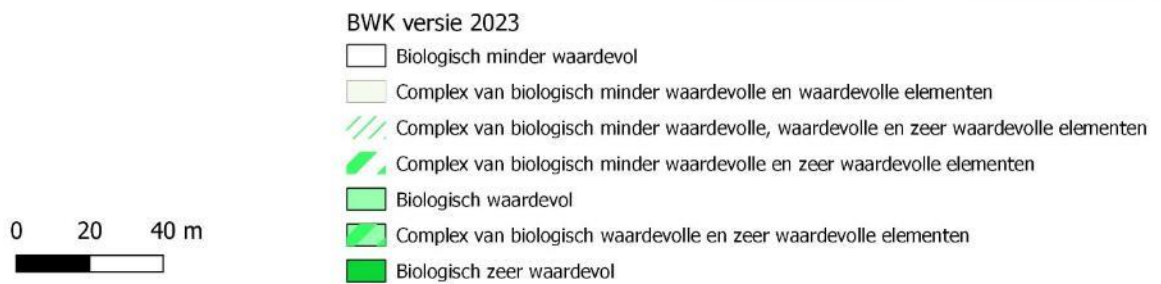 BWK versie 2023
Biologisch minder waardevol
Complex van biologisch minder waardevolle en waardevolle elementen
Complex van biologisch minder waardevolle, waardevolle en zeer waardevolle elementen
Complex van biologisch minder waardevolle en zeer waardevolle elementen
Biologisch waardevol
Complex van biologisch waardevolle en zeer waardevolle elementen
Biologisch zeer waardevol
0 20 40 m